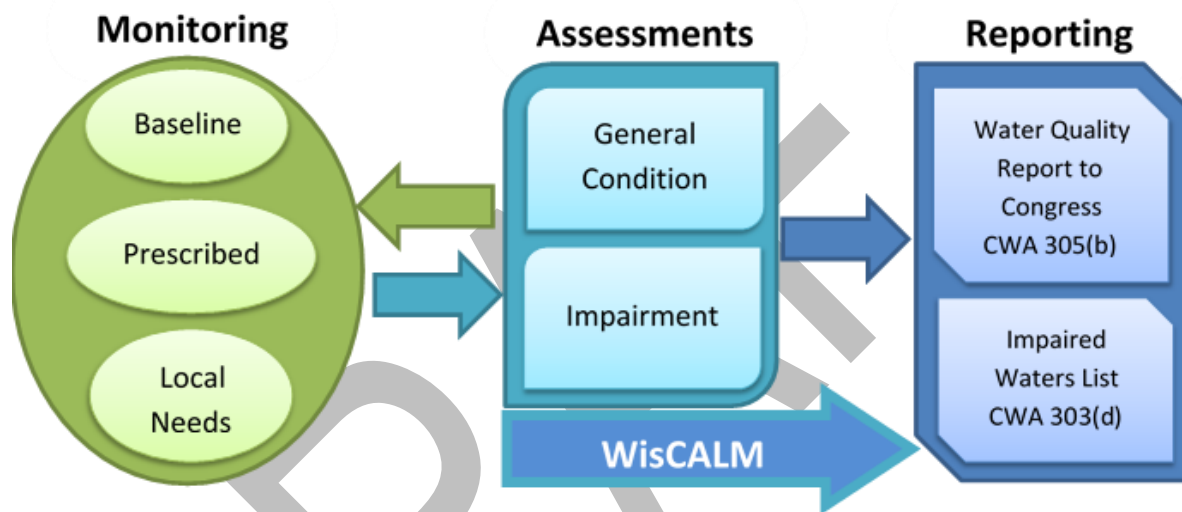 Monitoring
Baseline
Prescribed
Local
Needs
Assessments
General
Condition
Impairment
WisCALM
Reporting
Water Quality
Report to
Congress
CWA 305(b)
Impaired
Waters List
CWA 303(d)